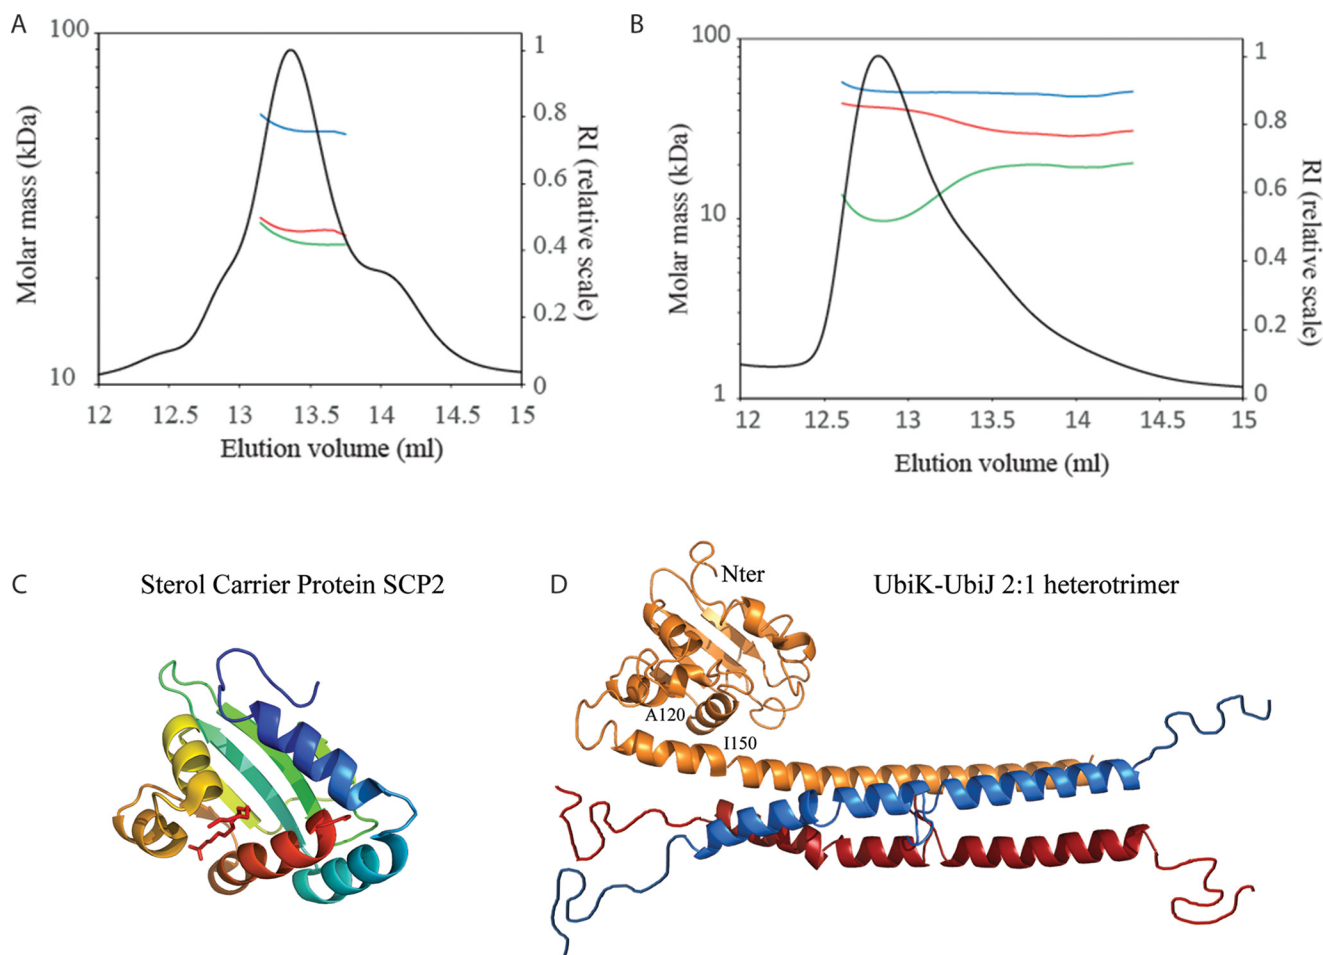 A
100
10
Molar mass (kDa)
12 12.5 13 13.5 14 14.5 15
Elution volume (ml)
1
0.8
0.6
0.4
0.2
0
RI (relative scale)
B
100
10
1
Molar mass (kDa)
12 12.5 13 13.5 14 14.5 15
Elution volume (ml)
1
0.8
0.6
0.4
0.2
0
RI (relative scale)
C
Sterol Carrier Protein SCP2
D
Nter
UbiK-UbiJ 2:1 heterotrimer
A120
I150